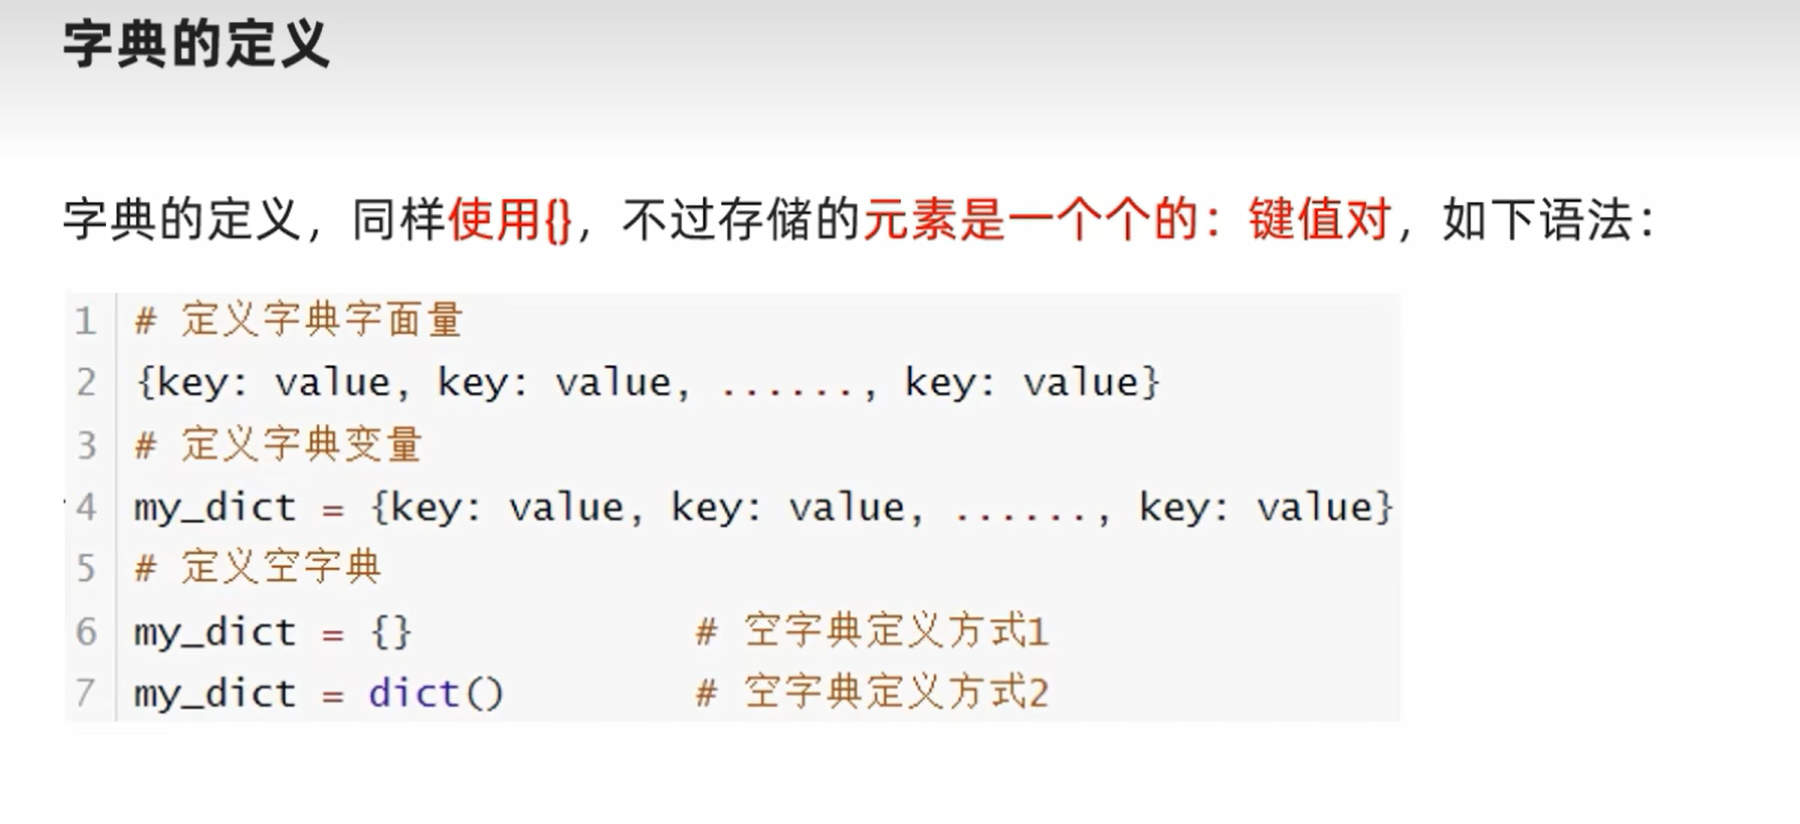 字典的定义
字典的定义，同样使用{}，不过存储的元素是一个个的：键值对，如下语法：
1 # 定义字典字面量
2 {key: value, key: value, ......, key: value}
3 # 定义字典变量
4 my_dict = {key: value, key: value, ......, key: value}
5 # 定义空字典
6 my_dict = {} # 空字典定义方式1
7 my_dict = dict() # 空字典定义方式2